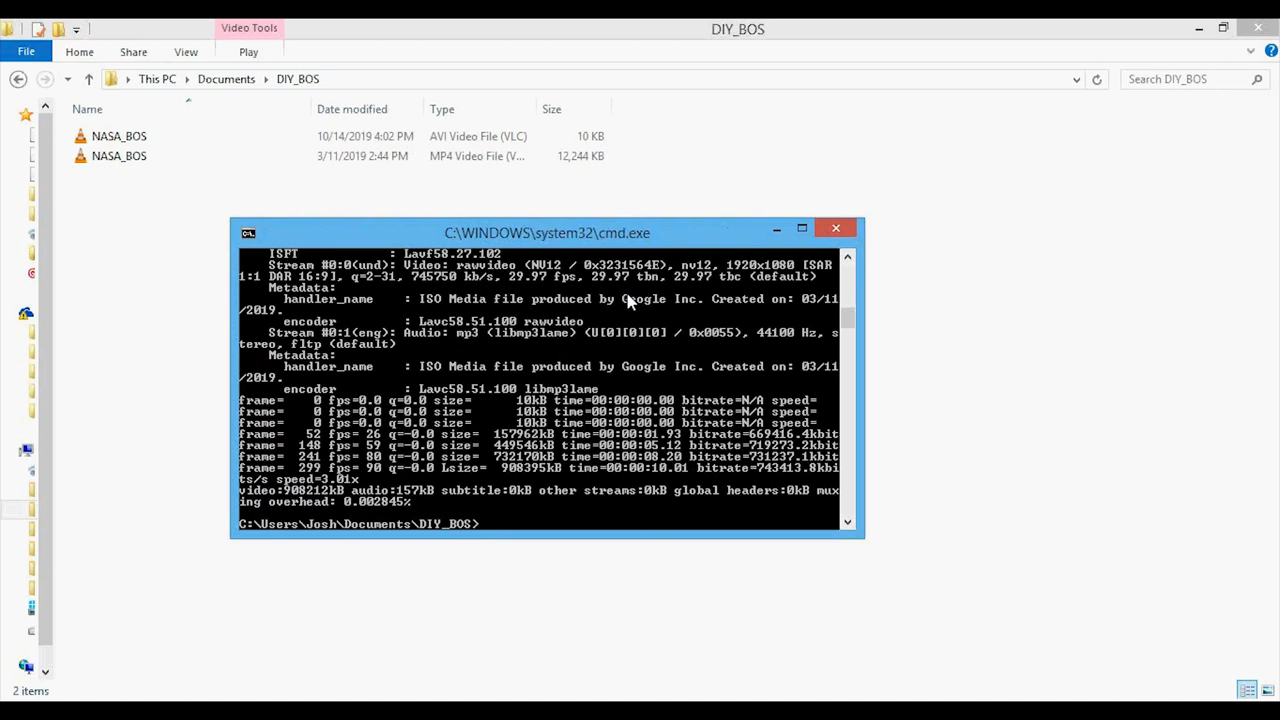 Video Tools
DIY_BOS
File Home Share View Play
This PC Documents DIY_BOS
Search DIY_BOS
Name Date modified Type Size
NASA_BOS 10/14/2019 4:02 PM AVI Video File (VLC) 10 KB
NASA_BOS 3/11/2019 2:44 PM MP4 Video File (V... 12,244 KB
C:\WINDOWS\system32\cmd.exe
ISFT : Lavf58.27.102
Stream #0:0(und): Video: rawvideo (NV12 / 0x3231564E), nv12, 1920x1080 [SAR
1:1 DAR 16:9], q=2-31, 745750 kb/s, 29.97 fps, 29.97 tbn, 29.97 tbc (default)
Metadata:
handler_name : ISO Media file produced by Google Inc. Created on: 03/11
/2019.
encoder : Lavc58.51.100 rawvideo
Stream #0:1(eng): Audio: mp3 (libmp3lame) (U[0][0][0] / 0x0055), 44100 Hz, s
tereo, fltp (default)
Metadata:
handler_name : ISO Media file produced by Google Inc. Created on: 03/11
/2019.
encoder : Lavc58.51.100 libmp3lame
frame= 0 fps=0.0 q=0.0 size= 10kB time=00:00:00.00 bitrate=N/A speed=
frame= 0 fps=0.0 q=0.0 size= 10kB time=00:00:00.00 bitrate=N/A speed=
frame= 0 fps=0.0 q=0.0 size= 10kB time=00:00:00.00 bitrate=N/A speed=
frame= 52 fps= 26 q=-0.0 size= 157962kB time=00:00:01.93 bitrate=669416.4kbit
frame= 148 fps= 59 q=-0.0 size= 449546kB time=00:00:05.12 bitrate=719273.2kbit
frame= 241 fps= 80 q=-0.0 size= 732170kB time=00:00:08.20 bitrate=731237.1kbit
frame= 299 fps= 90 q=-0.0 Lsize= 908395kB time=00:00:10.01 bitrate=743413.8kbi
ts/s speed=3.01x
video:908212kB audio:157kB subtitle:0kB other streams:0kB global headers:0kB mux
ing overhead: 0.002845%
C:\Users\Josh\Documents\DIY_BOS>
2 items